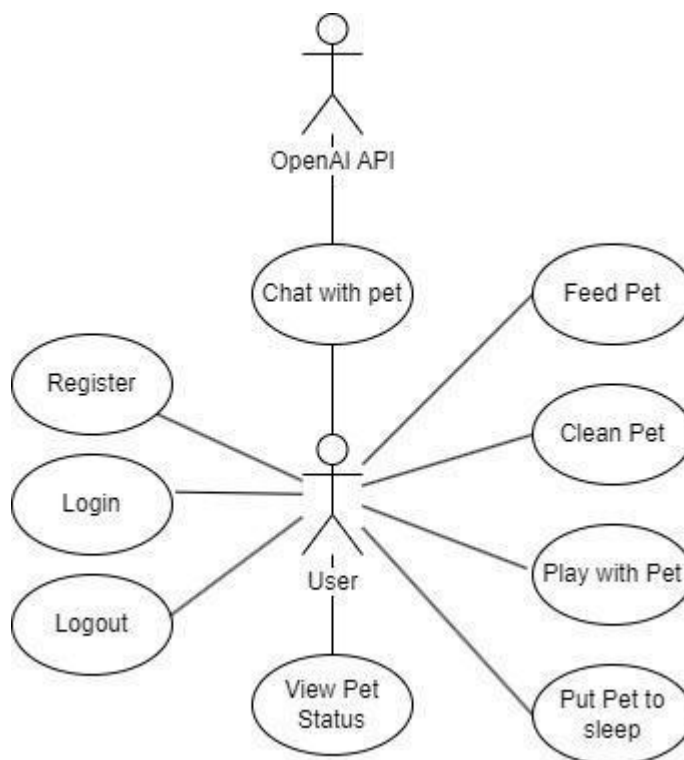 OpenAI API
Chat with pet
Feed Pet
Register
Clean Pet
Login
Play with Pet
User
Logout
View Pet
Status
Put Pet to
sleep